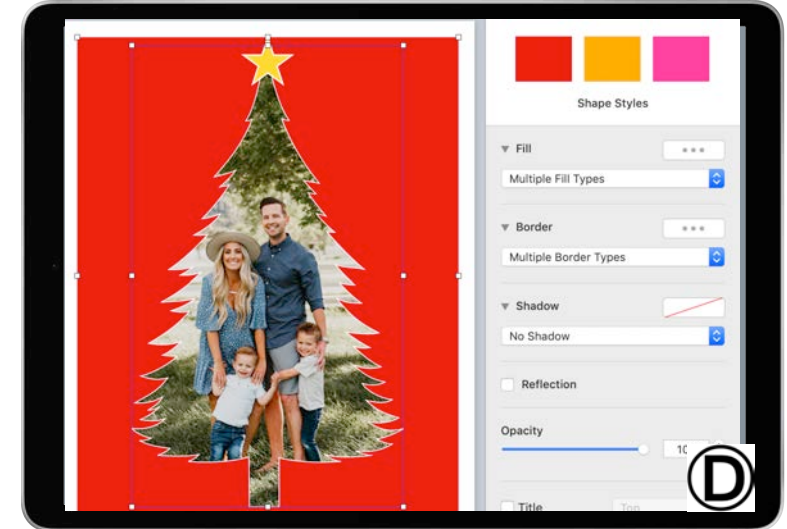 Shape Styles
Fill
Multiple Fill Types
Border
Multiple Border Types
Shadow
No Shadow
Reflection
Opacity
D
Title